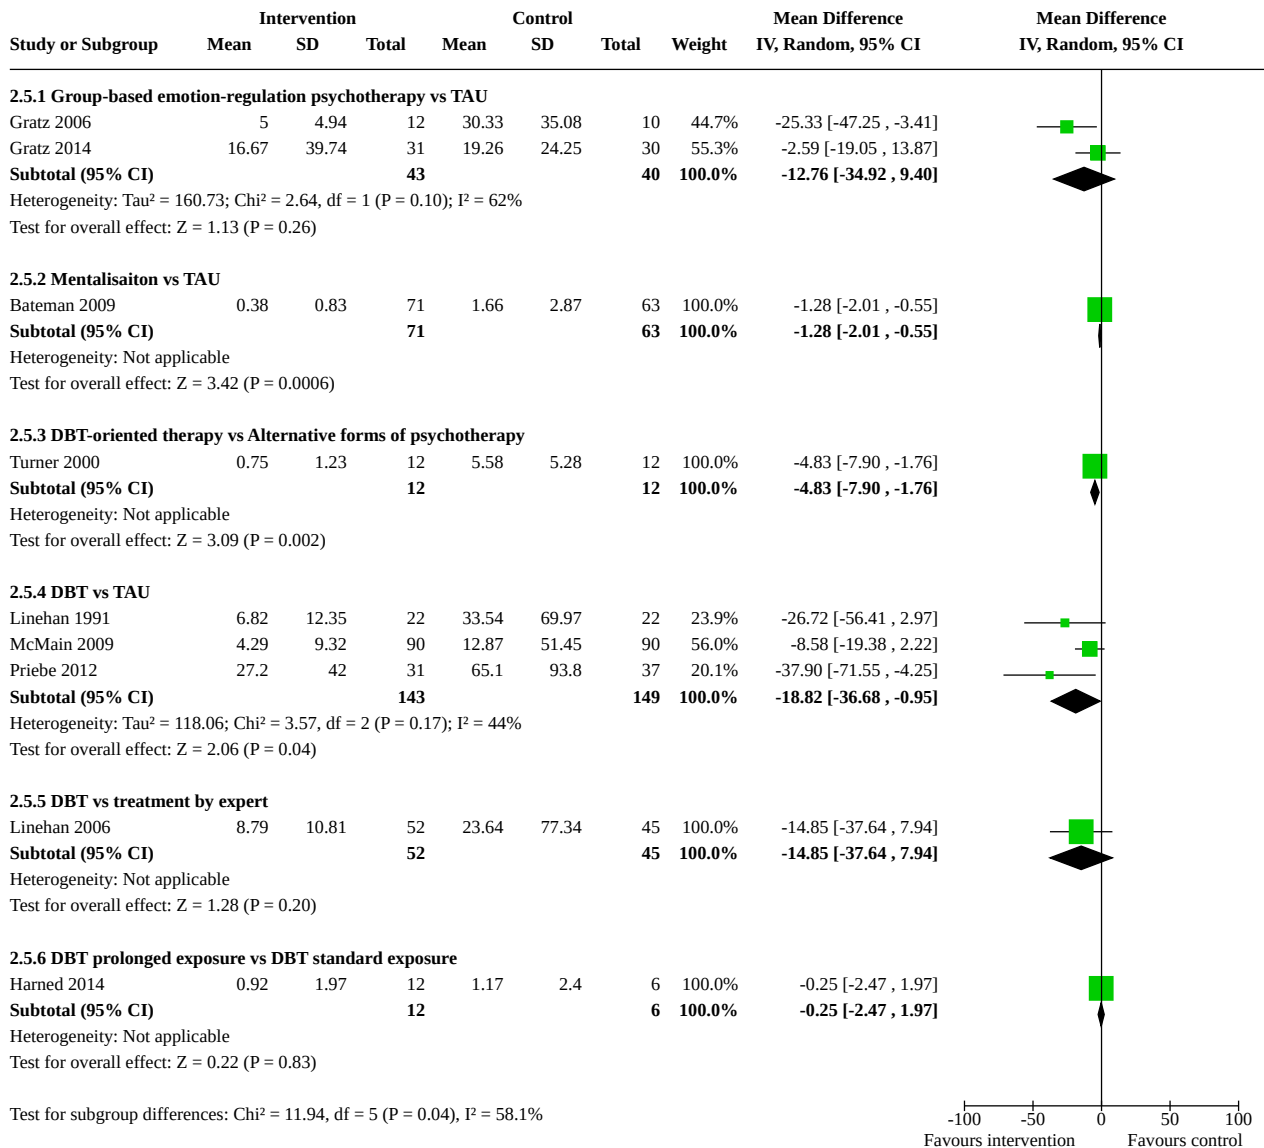 Intervention Control Mean Difference Mean Difference
Study or Subgroup Mean SD Total Mean SD Total Weight IV, Random, 95% CI IV, Random, 95% CI
2.5.1 Group-based emotion-regulation psychotherapy vs TAU
Gratz 2006 5 4.94 12 30.33 35.08 10 44.7% -25.33 [-47.25 , -3.41]
Gratz 2014 16.67 39.74 31 19.26 24.25 30 55.3% -2.59 [-19.05 , 13.87]
Subtotal (95% CI) 43 40 100.0% -12.76 [-34.92 , 9.40]
Heterogeneity: Tau² = 160.73; Chi² = 2.64, df = 1 (P = 0.10); I² = 62%
Test for overall effect: Z = 1.13 (P = 0.26)
2.5.2 Mentalisaiton vs TAU
Bateman 2009 0.38 0.83 71 1.66 2.87 63 100.0% -1.28 [-2.01 , -0.55]
Subtotal (95% CI) 71 63 100.0% -1.28 [-2.01 , -0.55]
Heterogeneity: Not applicable
Test for overall effect: Z = 3.42 (P = 0.0006)
2.5.3 DBT-oriented therapy vs Alternative forms of psychotherapy
Turner 2000 0.75 1.23 12 5.58 5.28 12 100.0% -4.83 [-7.90 , -1.76]
Subtotal (95% CI) 12 12 100.0% -4.83 [-7.90 , -1.76]
Heterogeneity: Not applicable
Test for overall effect: Z = 3.09 (P = 0.002)
2.5.4 DBT vs TAU
Linehan 1991 6.82 12.35 22 33.54 69.97 22 23.9% -26.72 [-56.41 , 2.97]
McMain 2009 4.29 9.32 90 12.87 51.45 90 56.0% -8.58 [-19.38 , 2.22]
Priebe 2012 27.2 42 31 65.1 93.8 37 20.1% -37.90 [-71.55 , -4.25]
Subtotal (95% CI) 143 149 100.0% -18.82 [-36.68 , -0.95]
Heterogeneity: Tau² = 118.06; Chi² = 3.57, df = 2 (P = 0.17); I² = 44%
Test for overall effect: Z = 2.06 (P = 0.04)
2.5.5 DBT vs treatment by expert
Linehan 2006 8.79 10.81 52 23.64 77.34 45 100.0% -14.85 [-37.64 , 7.94]
Subtotal (95% CI) 52 45 100.0% -14.85 [-37.64 , 7.94]
Heterogeneity: Not applicable
Test for overall effect: Z = 1.28 (P = 0.20)
2.5.6 DBT prolonged exposure vs DBT standard exposure
Harned 2014 0.92 1.97 12 1.17 2.4 6 100.0% -0.25 [-2.47 , 1.97]
Subtotal (95% CI) 12 6 100.0% -0.25 [-2.47 , 1.97]
Heterogeneity: Not applicable
Test for overall effect: Z = 0.22 (P = 0.83)
Test for subgroup differences: Chi² = 11.94, df = 5 (P = 0.04), I² = 58.1%
-100 -50 0 50 100
Favours intervention Favours control